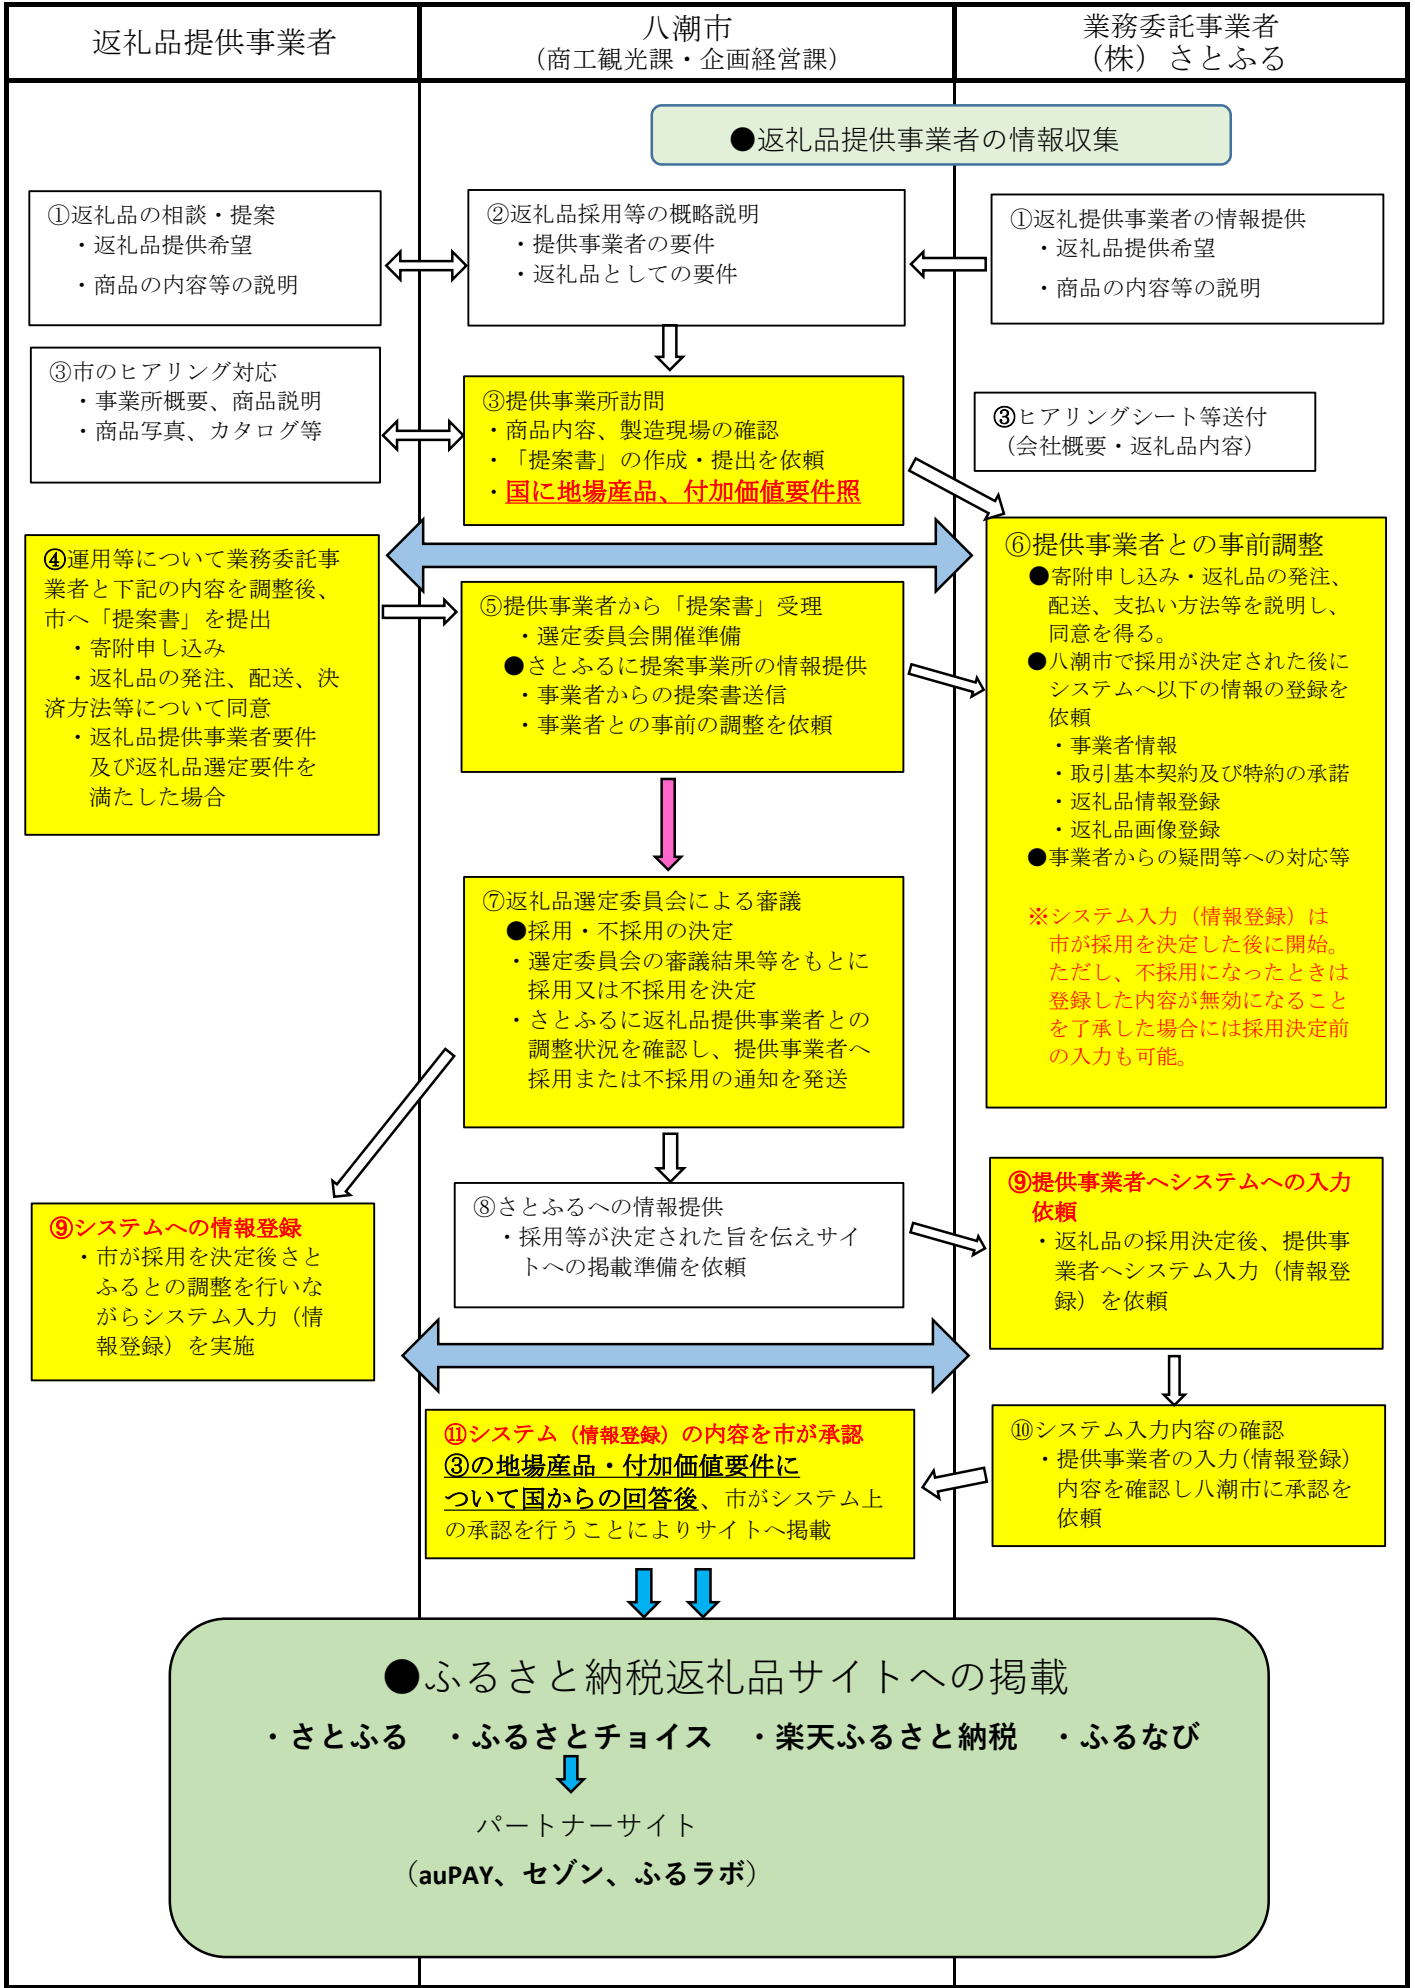 返礼品提供事業者
八潮市
（商工観光課・企画経営課）
業務委託事業者
（株）さとふる
●返礼品提供事業者の情報収集
①返礼品の相談・提案
・返礼品提供希望
・商品の内容等の説明
②返礼品採用等の概略説明
・提供事業者の要件
・返礼品としての要件
①返礼提供事業者の情報提供
・返礼品提供希望
・商品の内容等の説明
③市のヒアリング対応
・事業所概要、商品説明
・商品写真、カタログ等
③提供事業所訪問
・商品内容、製造現場の確認
・「提案書」の作成・提出を依頼
・国に地場産品、付加価値要件照
③ヒアリングシート等送付
（会社概要・返礼品内容）
④運用等について業務委託事
業者と下記の内容を調整後、
市へ「提案書」を提出
・寄附申し込み
・返礼品の発注、配送、決
済方法等について同意
・返礼品提供事業者要件
及び返礼品選定要件を
満たした場合
⑤提供事業者から「提案書」受理
・選定委員会開催準備
●さとふるに提案事業所の情報提供
・事業者からの提案書送信
・事業者との事前の調整を依頼
⑥提供事業者との事前調整
●寄附申し込み・返礼品の発注、
配送、支払い方法等を説明し、
同意を得る。
●八潮市で採用が決定された後に
システムへ以下の情報の登録を
依頼
・事業者情報
・取引基本契約及び特約の承諾
・返礼品情報登録
・返礼品画像登録
●事業者からの疑問等への対応等
※システム入力（情報登録）は
市が採用を決定した後に開始。
ただし、不採用になったときは
登録した内容が無効になること
を了承した場合には採用決定前
の入力も可能。
⑦返礼品選定委員会による審議
●採用・不採用の決定
・選定委員会の審議結果等をもとに
採用又は不採用を決定
・さとふるに返礼品提供事業者との
調整状況を確認し、提供事業者へ
採用または不採用の通知を発送
⑧さとふるへの情報提供
・採用等が決定された旨を伝えサイ
トへの掲載準備を依頼
⑨システムへの情報登録
・市が採用を決定後さと
ふるとの調整を行いな
がらシステム入力（情
報登録）を実施
⑨提供事業者へシステムへの入力
依頼
・返礼品の採用決定後、提供事
業者へシステム入力（情報登
録）を依頼
⑩システム入力内容の確認
・提供事業者の入力(情報登録)
内容を確認し八潮市に承認を
依頼
⑪システム（情報登録）の内容を市が承認
③の地場産品・付加価値要件に
ついて国からの回答後、市がシステム上
の承認を行うことによりサイトへ掲載
●ふるさと納税返礼品サイトへの掲載
・さとふる　・ふるさとチョイス　・楽天ふるさと納税　・ふるなび
パートナーサイト
（auPAY、セゾン、ふるラボ）